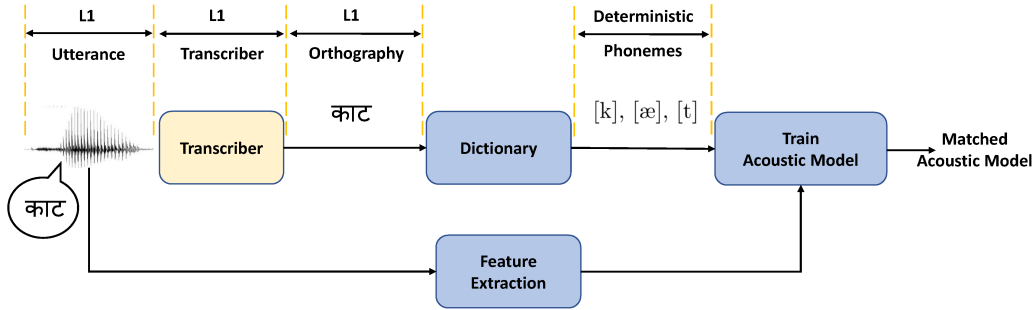 L1
L1
L1
Deterministic
Utterance
Transcriber
Orthography
Phonemes
काट
[k], [æ], [t]
Transcriber
Dictionary
Train
Acoustic Model
Matched
Acoustic Model
काट
Feature
Extraction